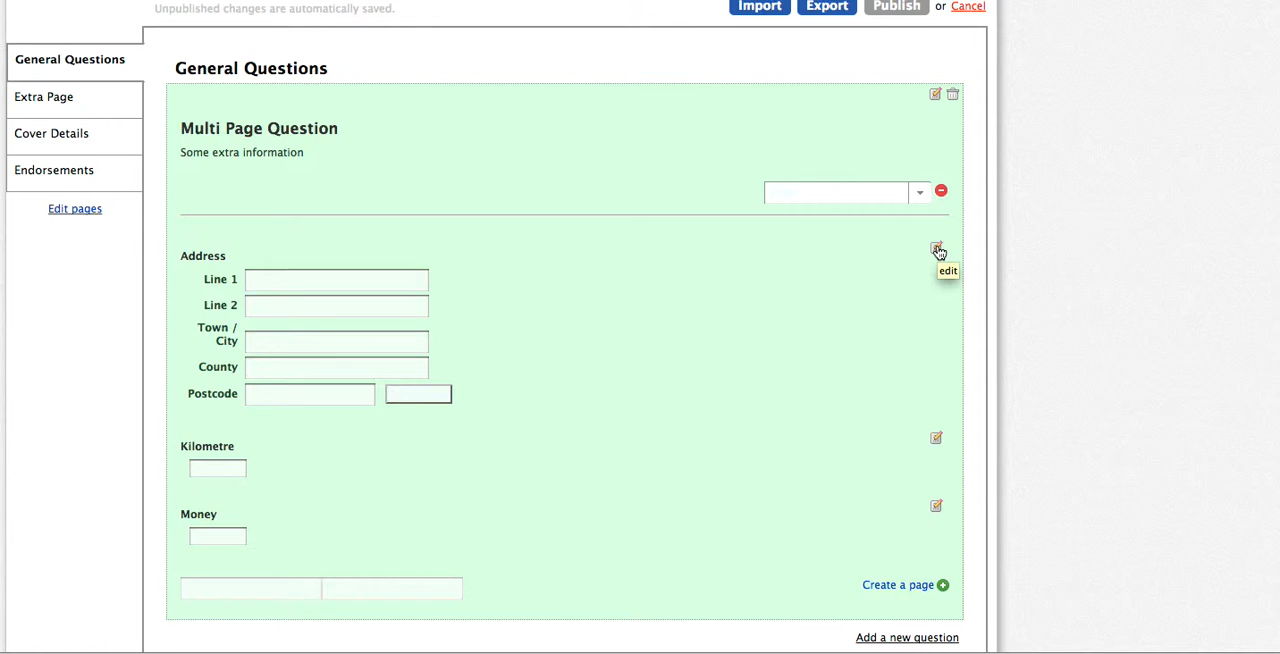 Unpublished changes are automatically saved.
Import Export Publish or Cancel
General Questions
Extra Page
Cover Details
Endorsements
Edit pages
General Questions
Multi Page Question
Some extra information
edit
Address
Line 1
Line 2
Town /
City
County
Postcode
Kilometre
Money
Create a page
Add a new question